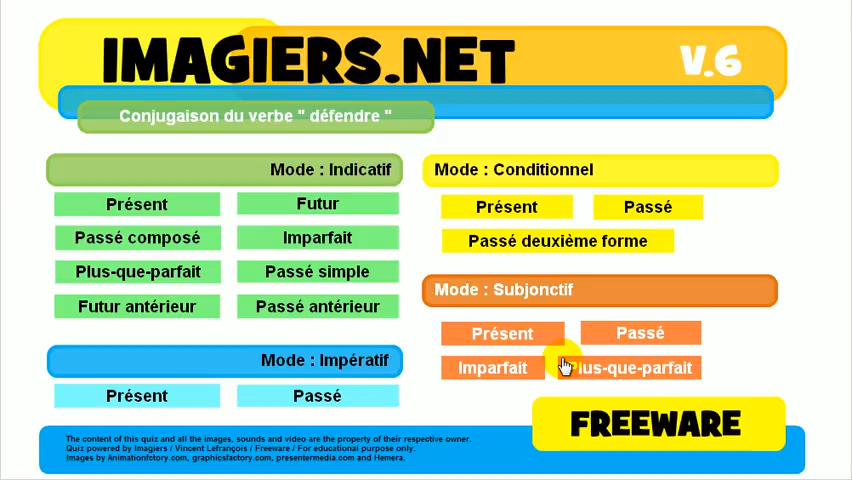 IMAGIERS.NET
V.6
Conjugaison du verbe " défendre "
Mode : Indicatif
Présent
Futur
Passé composé
Imparfait
Plus-que-parfait
Passé simple
Futur antérieur
Passé antérieur
Mode : Impératif
Présent
Passé
Mode : Conditionnel
Présent
Passé
Passé deuxième forme
Mode : Subjonctif
Présent
Passé
Imparfait
Plus-que-parfait
FREEWARE
The content of this quiz and all the images, sounds and video are the property of their respective owner.
Quiz powered by Imagiers / Vincent Lefrançois / Freeware / For educational purpose only.
Images by Animationfctory.com, graphicsfactory.com, presentermedia.com and Hemera.